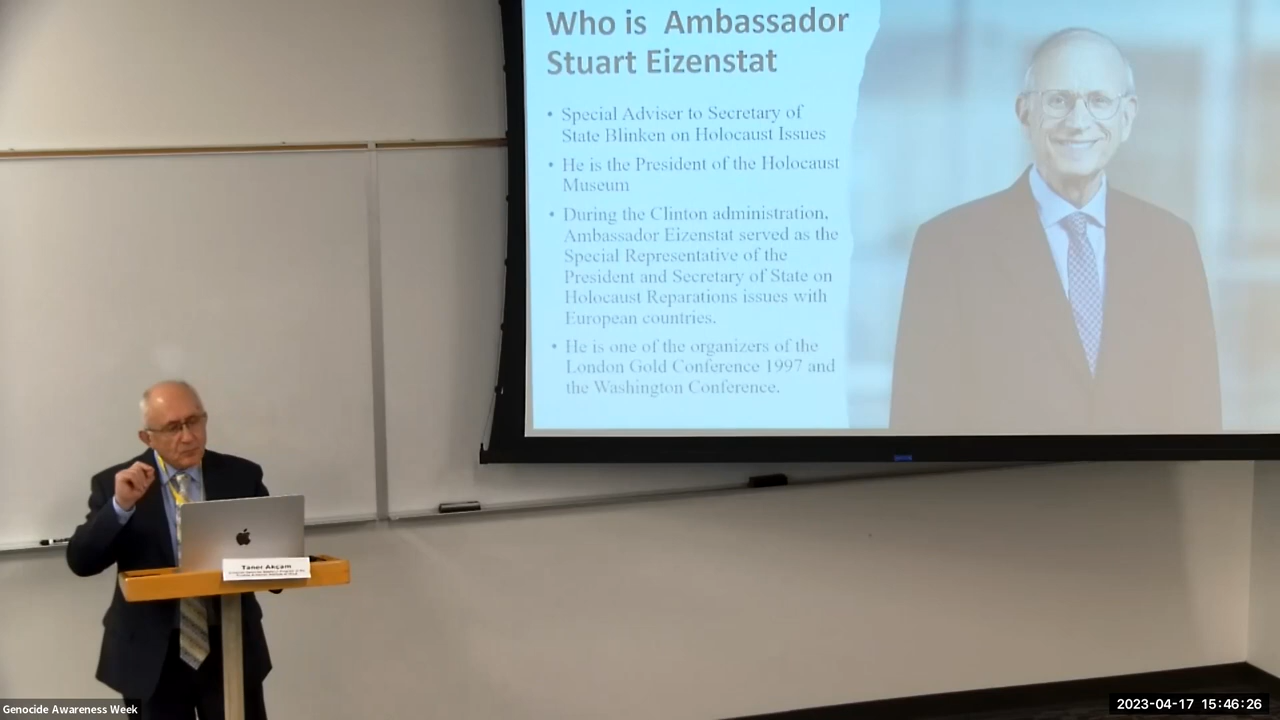 Who is Ambassador
Stuart Eizenstat
• Special Adviser to Secretary of
State Blinken on Holocaust Issues
• He is the President of the Holocaust
Museum
• During the Clinton administration,
Ambassador Eizenstat served as the
Special Representative of the
President and Secretary of State on
Holocaust Reparations issues with
European countries.
• He is one of the organizers of the
London Gold Conference 1997 and
the Washington Conference.
Taner Akçam
Genocide Awareness Week
2023-04-17 15:46:26